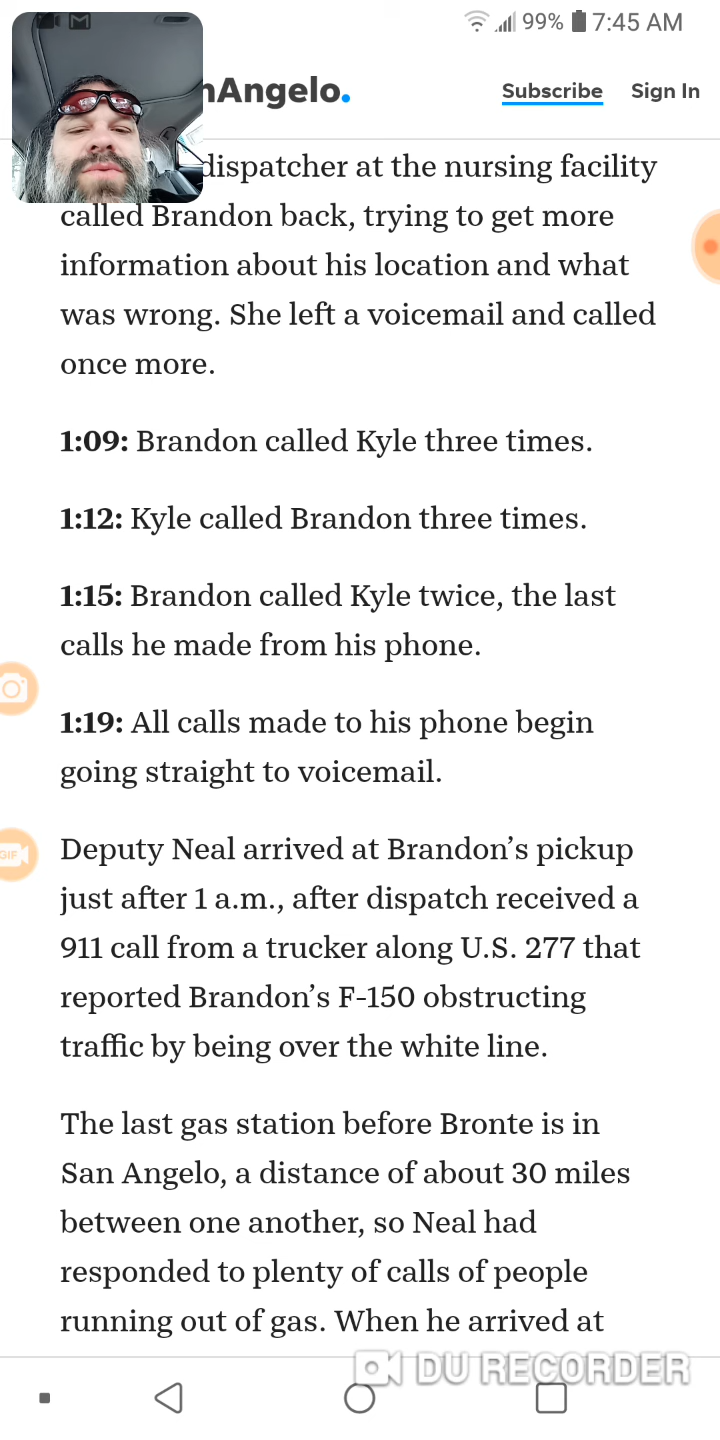 99% 7:45 AM
nAngelo.
Subscribe Sign In
dispatcher at the nursing facility
called Brandon back, trying to get more
information about his location and what
was wrong. She left a voicemail and called
once more.
1:09: Brandon called Kyle three times.
1:12: Kyle called Brandon three times.
1:15: Brandon called Kyle twice, the last
calls he made from his phone.
1:19: All calls made to his phone begin
going straight to voicemail.
GIF
Deputy Neal arrived at Brandon’s pickup
just after 1 a.m., after dispatch received a
911 call from a trucker along U.S. 277 that
reported Brandon’s F-150 obstructing
traffic by being over the white line.
The last gas station before Bronte is in
San Angelo, a distance of about 30 miles
between one another, so Neal had
responded to plenty of calls of people
running out of gas. When he arrived at
DU RECORDER